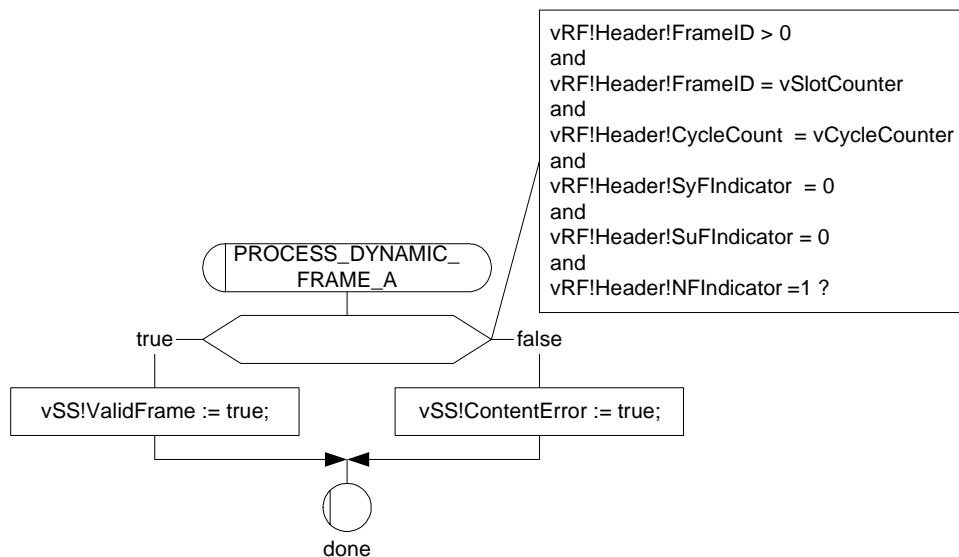 vRF!Header!FrameID > 0
and
vRF!Header!FrameID = vSlotCounter
and
vRF!Header!CycleCount  = vCycleCounter
and
vRF!Header!SyFIndicator  = 0
and
vRF!Header!SuFIndicator = 0
and
vRF!Header!NFIndicator =1 ?
PROCESS_DYNAMIC_
FRAME_A
true
false
vSS!ValidFrame := true;
vSS!ContentError := true;
done